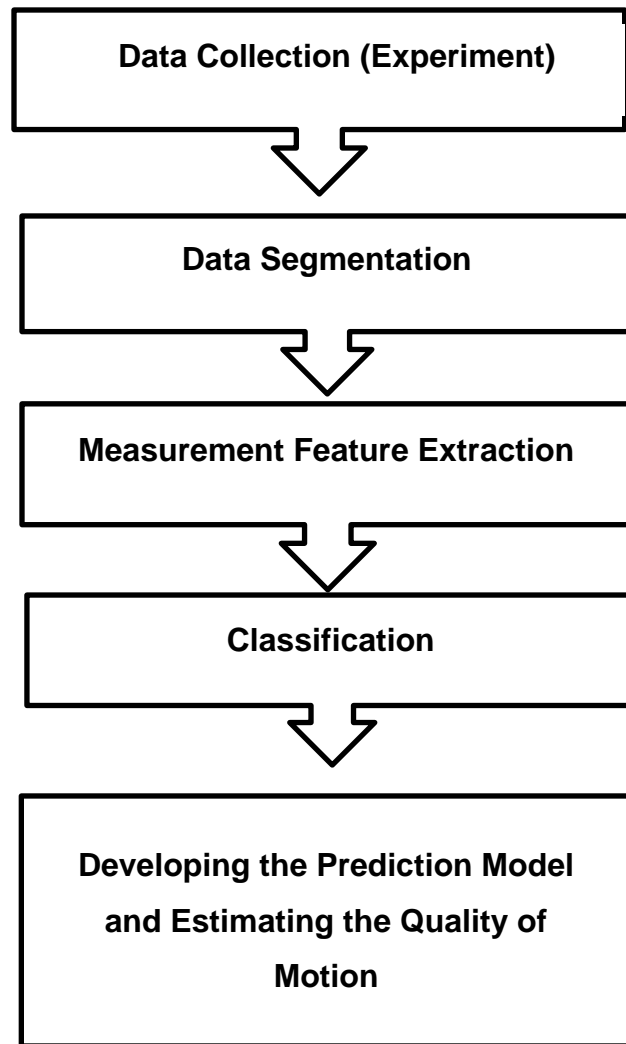 Data Collection (Experiment)
Data Segmentation
Measurement Feature Extraction
Classification
Developing the Prediction Model
and Estimating the Quality of
Motion